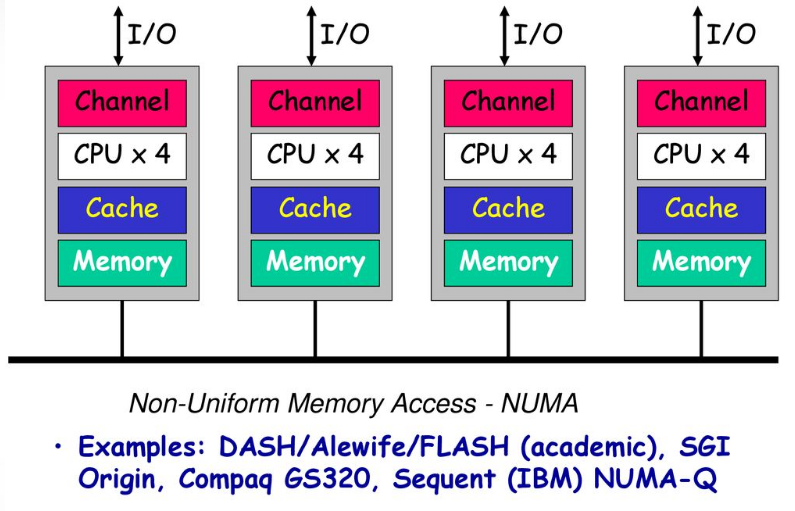 I/O I/O I/O I/O
Channel Channel Channel Channel
CPU x 4 CPU x 4 CPU x 4 CPU x 4
Cache Cache Cache Cache
Memory Memory Memory Memory
Non-Uniform Memory Access - NUMA
• Examples: DASH/Alewife/FLASH (academic), SGI
Origin, Compaq GS320, Sequent (IBM) NUMA-Q